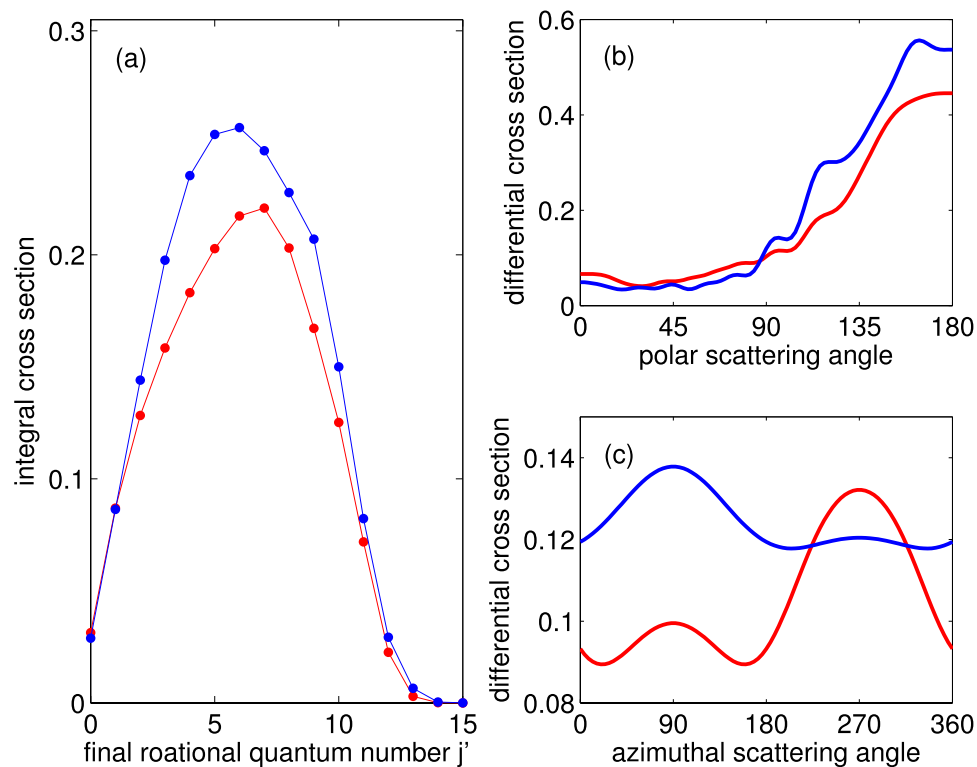 (a)
integral cross section
0.3
0.2
0.1
0
0 5 10 15
final roational quantum number j'
(b)
differential cross section
0.6
0.4
0.2
0
0 45 90 135 180
polar scattering angle
(c)
differential cross section
0.14
0.12
0.1
0.08
0 90 180 270 360
azimuthal scattering angle